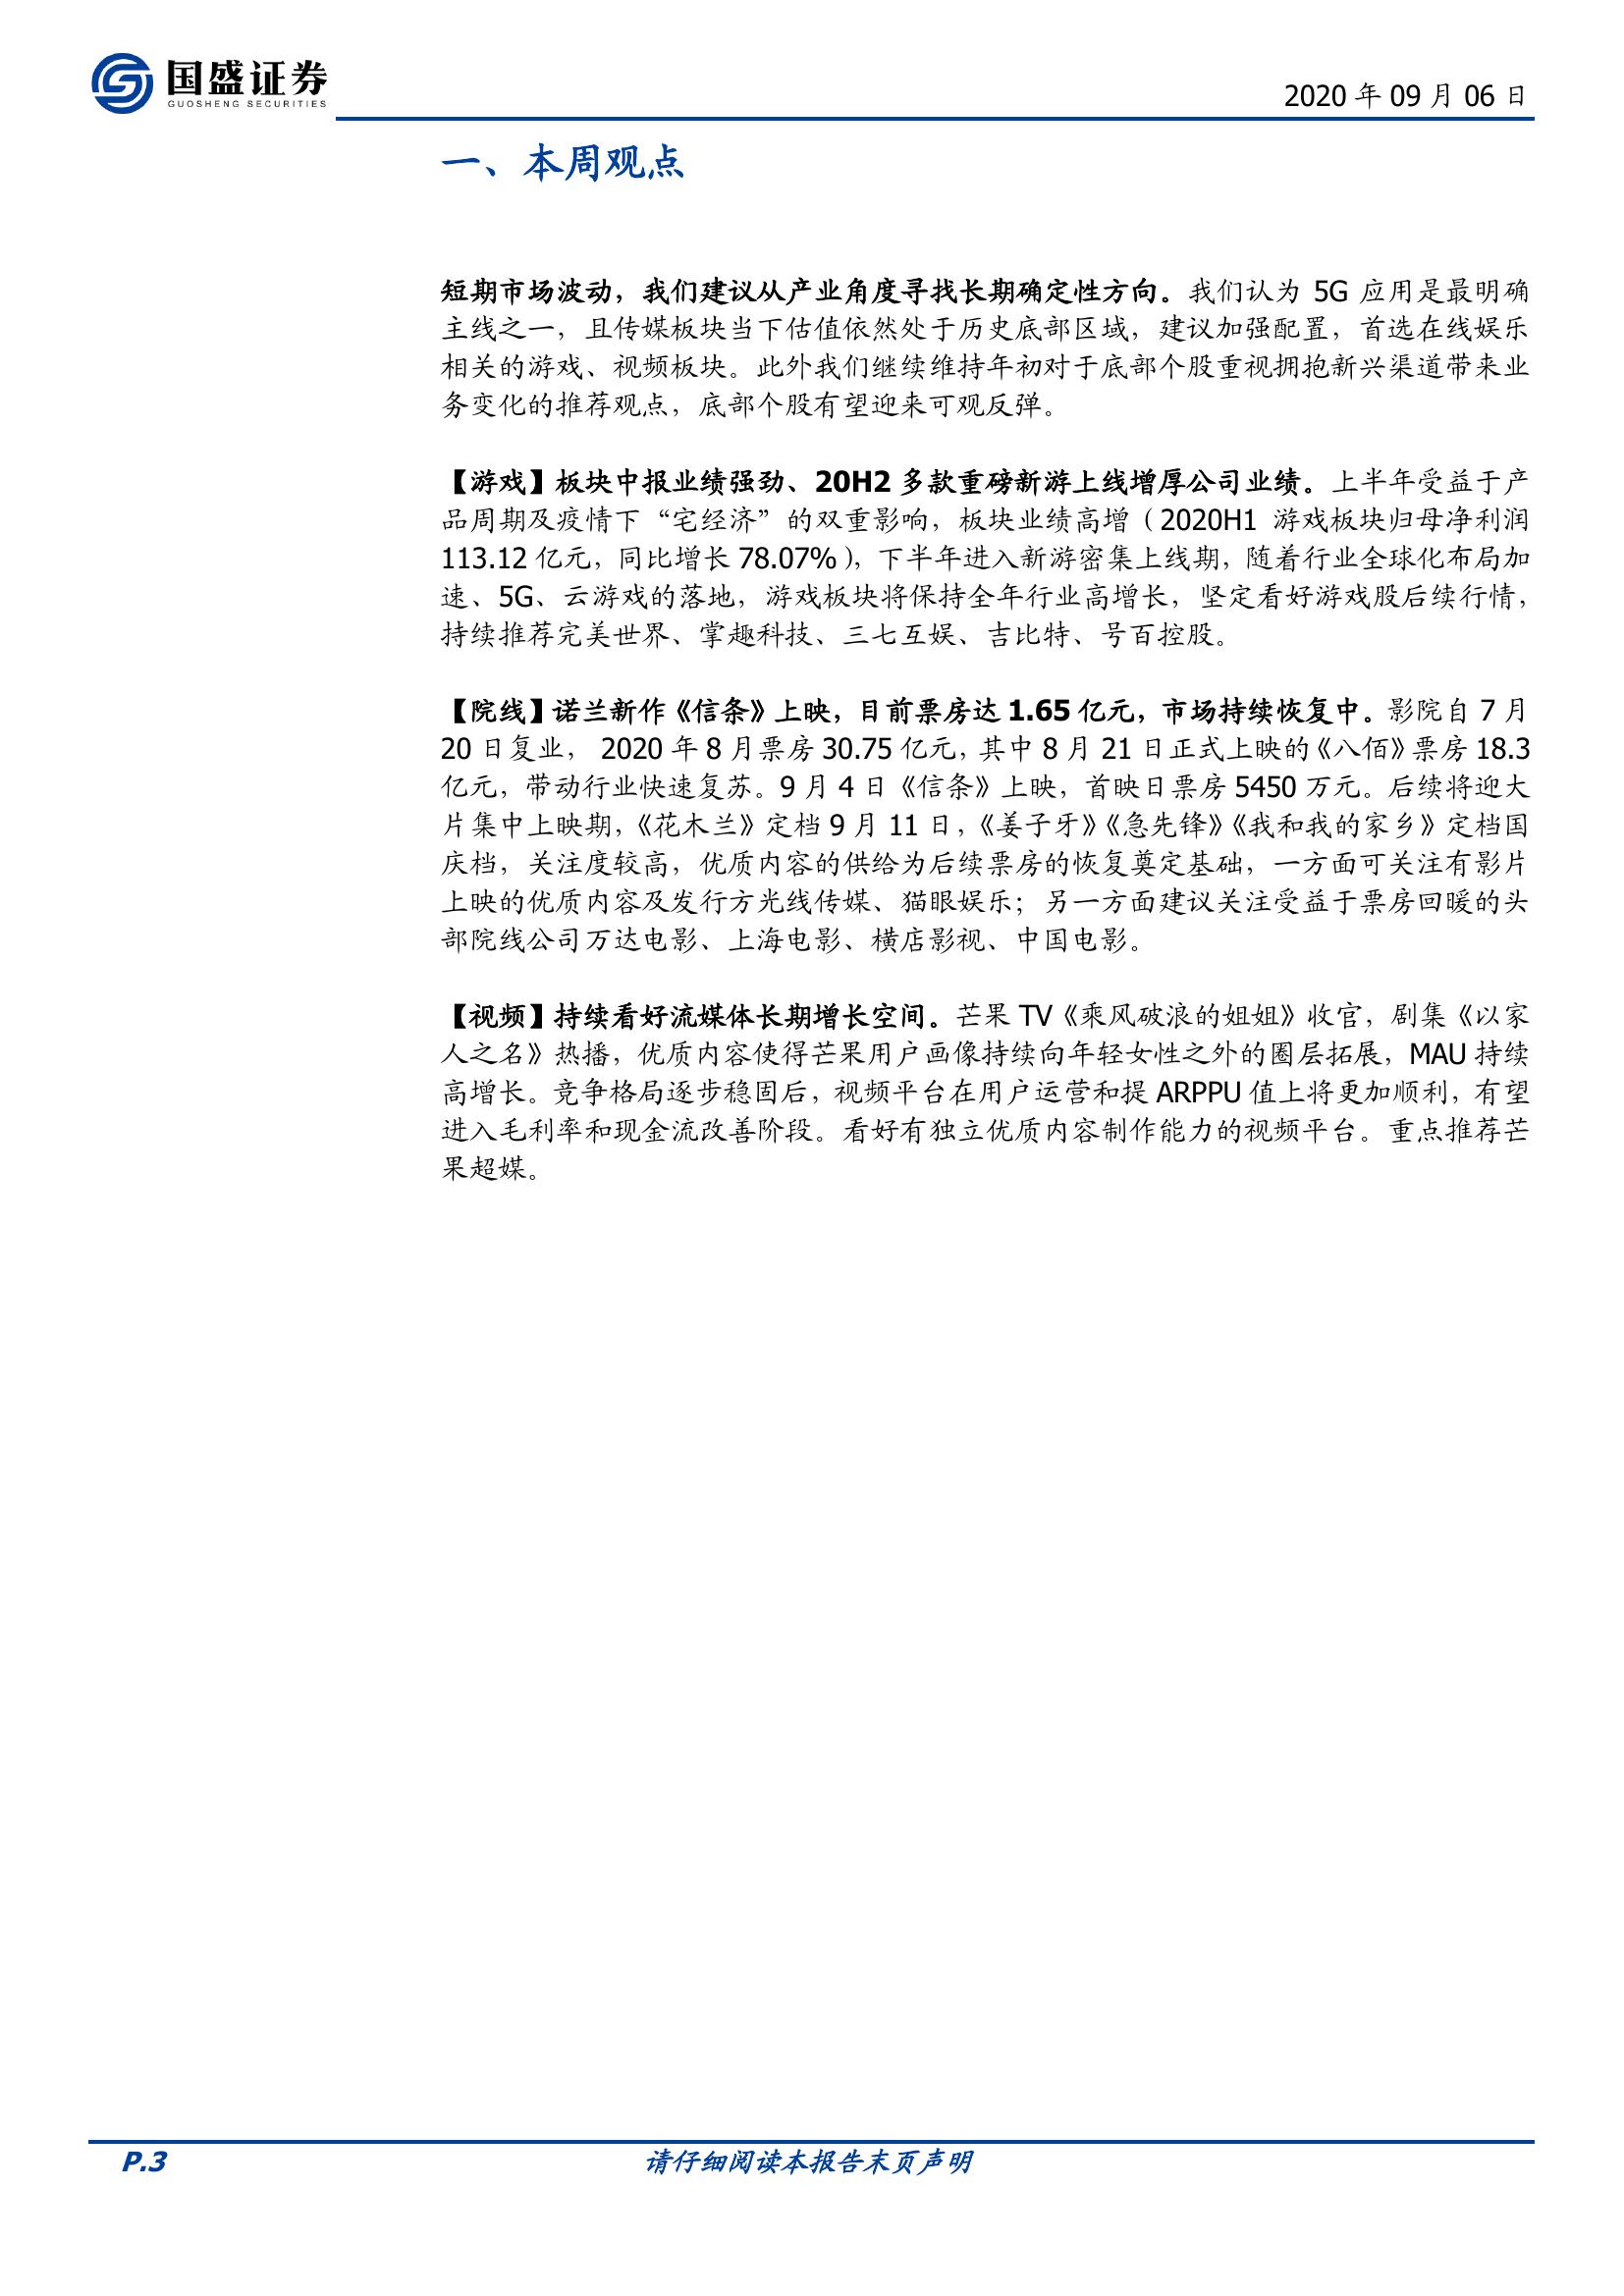 国盛证券
GUOSHENG SECURITIES
2020 年 09 月 06 日
一、本周观点
短期市场波动，我们建议从产业角度寻找长期确定性方向。我们认为 5G 应用是最明确
主线之一，且传媒板块当下估值依然处于历史底部区域，建议加强配置，首选在线娱乐
相关的游戏、视频板块。此外我们继续维持年初对于底部个股重视拥抱新兴渠道带来业
务变化的推荐观点，底部个股有望迎来可观反弹。
【游戏】板块中报业绩强劲、20H2 多款重磅新游上线增厚公司业绩。上半年受益于产
品周期及疫情下“宅经济”的双重影响，板块业绩高增（2020H1 游戏板块归母净利润
113.12 亿元，同比增长 78.07%），下半年进入新游密集上线期，随着行业全球化布局加
速、5G、云游戏的落地，游戏板块将保持全年行业高增长，坚定看好游戏股后续行情，
持续推荐完美世界、掌趣科技、三七互娱、吉比特、号百控股。
【院线】诺兰新作《信条》上映，目前票房达 1.65 亿元，市场持续恢复中。影院自 7 月
20 日复业， 2020 年 8 月票房 30.75 亿元，其中 8 月 21 日正式上映的《八佰》票房 18.3
亿元，带动行业快速复苏。9 月 4 日《信条》上映，首映日票房 5450 万元。后续将迎大
片集中上映期，《花木兰》定档 9 月 11 日，《姜子牙》《急先锋》《我和我的家乡》定档国
庆档，关注度较高，优质内容的供给为后续票房的恢复奠定基础，一方面可关注有影片
上映的优质内容及发行方光线传媒、猫眼娱乐；另一方面建议关注受益于票房回暖的头
部院线公司万达电影、上海电影、横店影视、中国电影。
【视频】持续看好流媒体长期增长空间。芒果 TV《乘风破浪的姐姐》收官，剧集《以家
人之名》热播，优质内容使得芒果用户画像持续向年轻女性之外的圈层拓展，MAU 持续
高增长。竞争格局逐步稳固后，视频平台在用户运营和提 ARPPU 值上将更加顺利，有望
进入毛利率和现金流改善阶段。看好有独立优质内容制作能力的视频平台。重点推荐芒
果超媒。
P.3
请仔细阅读本报告末页声明